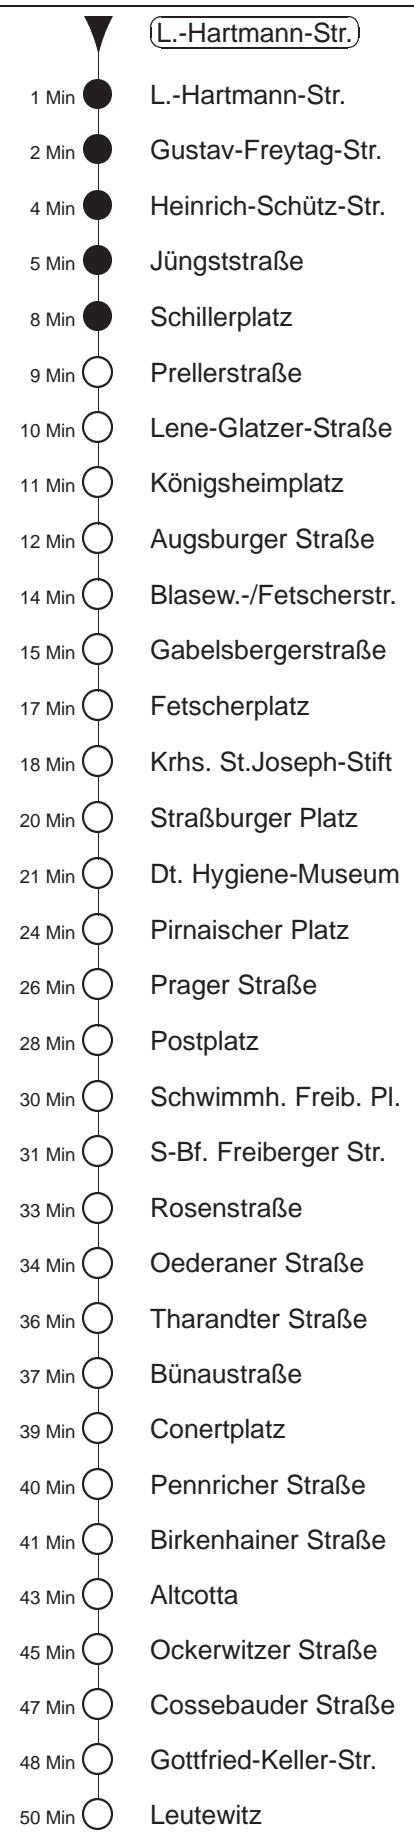 L.-Hartmann-Str.
1 Min L.-Hartmann-Str.
2 Min Gustav-Freytag-Str.
4 Min Heinrich-Schütz-Str.
5 Min Jüngststraße
8 Min Schillerplatz
9 Min Prellerstraße
10 Min Lene-Glatzer-Straße
11 Min Königsheimplatz
12 Min Augsburger Straße
14 Min Blasew.-/Fetscherstr.
15 Min Gabelsbergerstraße
17 Min Fetscherplatz
18 Min Krhs. St.Joseph-Stift
20 Min Straßburger Platz
21 Min Dt. Hygiene-Museum
24 Min Pirnaischer Platz
26 Min Prager Straße
28 Min Postplatz
30 Min Schwimmh. Freib. Pl.
31 Min S-Bf. Freiberger Str.
33 Min Rosenstraße
34 Min Oederaner Straße
36 Min Tharandter Straße
37 Min Bünaustraße
39 Min Conertplatz
40 Min Pennricher Straße
41 Min Birkenhainer Straße
43 Min Altcotta
45 Min Ockerwitzer Straße
47 Min Cossebauder Straße
48 Min Gottfried-Keller-Str.
50 Min Leutewitz